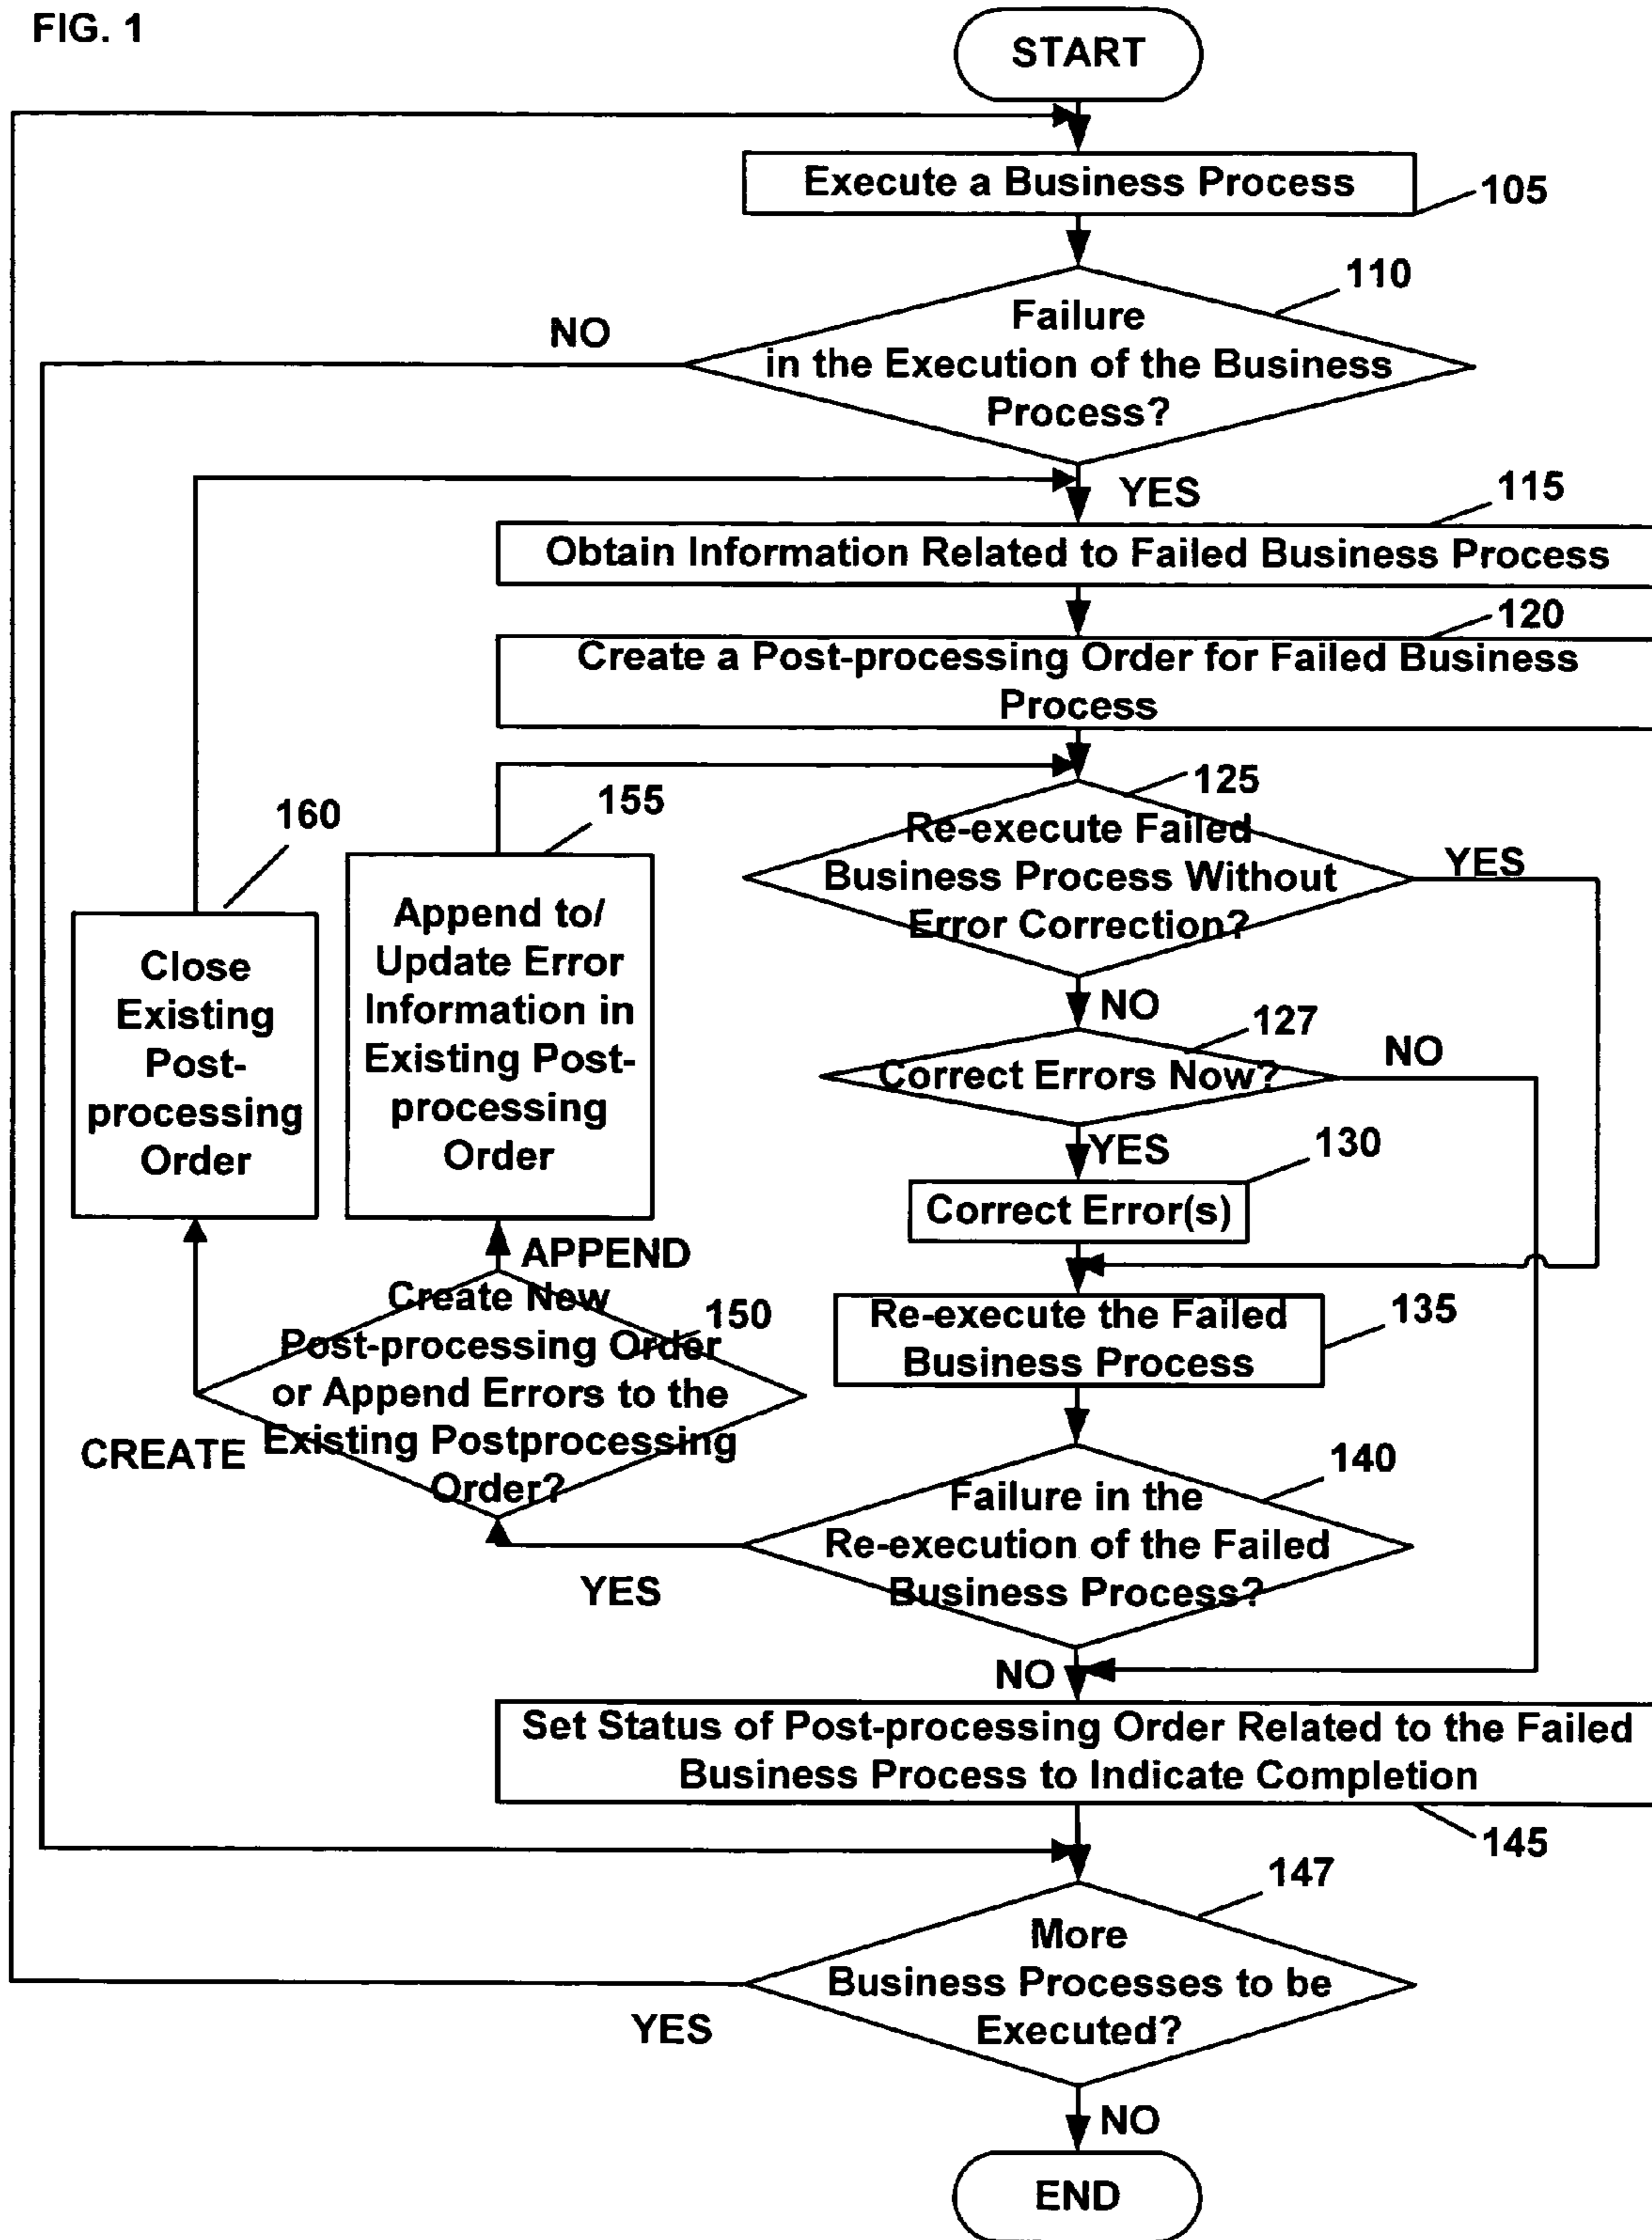 FIG. 1
START
Execute a Business Process
105
110
Failure
in the Execution of the Business
Process?
NO
YES
115
Obtain Information Related to Failed Business Process
120
Create a Post-processing Order for Failed Business
Process
125
Re-execute Failed
Business Process Without
Error Correction?
YES
NO
160
Close
Existing
Post-
processing
Order
155
Append to/
Update Error
Information in
Existing Post-
processing
Order
127
Correct Errors Now?
NO
YES
130
Correct Error(s)
APPEND
Create New
Post-processing Order
or Append Errors to the
Existing Postprocessing
Order?
150
CREATE
Re-execute the Failed
Business Process
135
140
Failure in the
Re-execution of the Failed
Business Process?
YES
NO
Set Status of Post-processing Order Related to the Failed
Business Process to Indicate Completion
145
147
More
Business Processes to be
Executed?
YES
NO
END